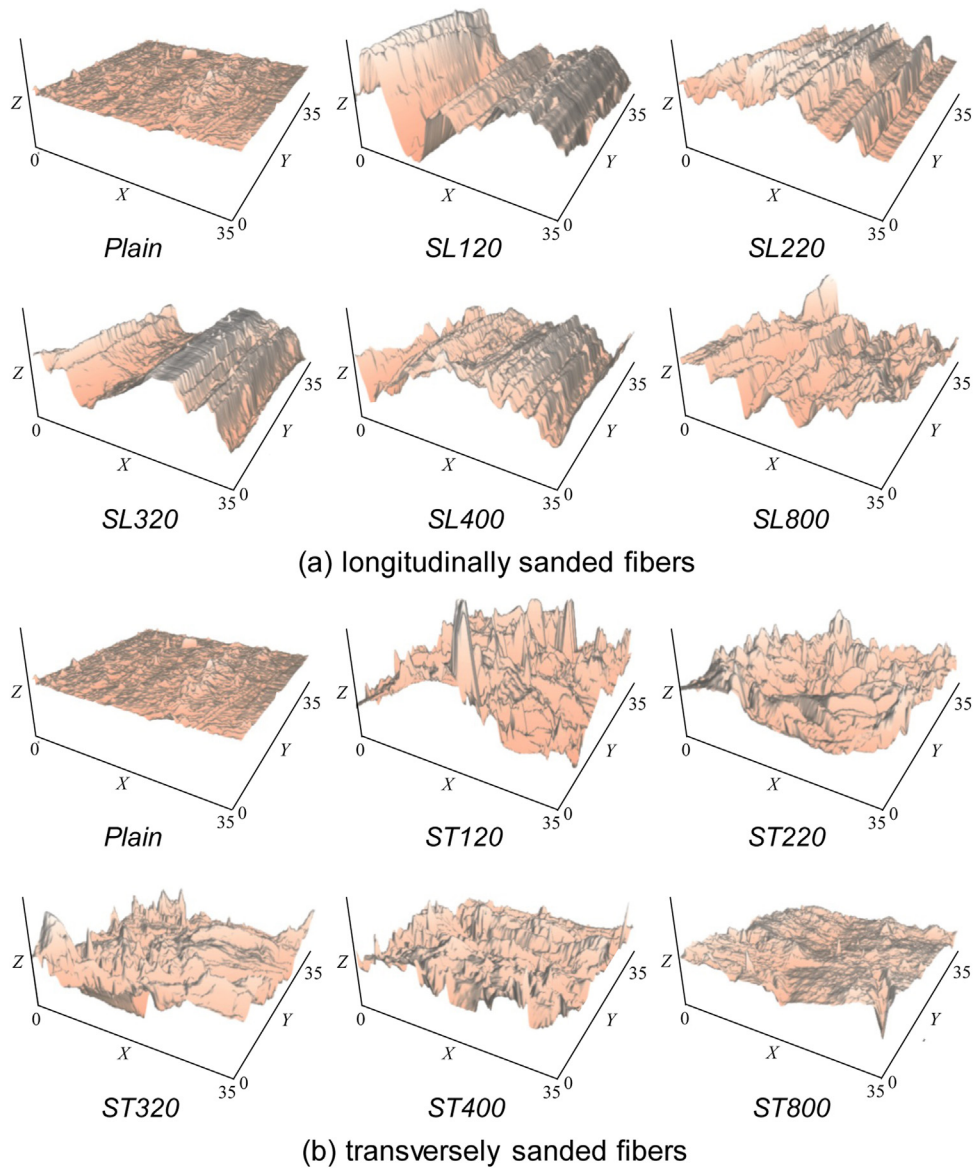 Z Z Z
35 35 35
0 0 0
Y Y Y
X X X
35 0 35 0 35 0
Plain SL120 SL220
Z Z Z
35 35 35
0 0 0
Y Y Y
X X X
35 0 35 0 35 0
SL320 SL400 SL800
(a) longitudinally sanded fibers
Z Z Z
35 35 35
0 0 0
Y Y Y
X X X
35 0 35 0 35 0
Plain ST120 ST220
Z Z Z
35 35 35
0 0 0
Y Y Y
X X X
35 0 35 0 35 0
ST320 ST400 ST800
(b) transversely sanded fibers